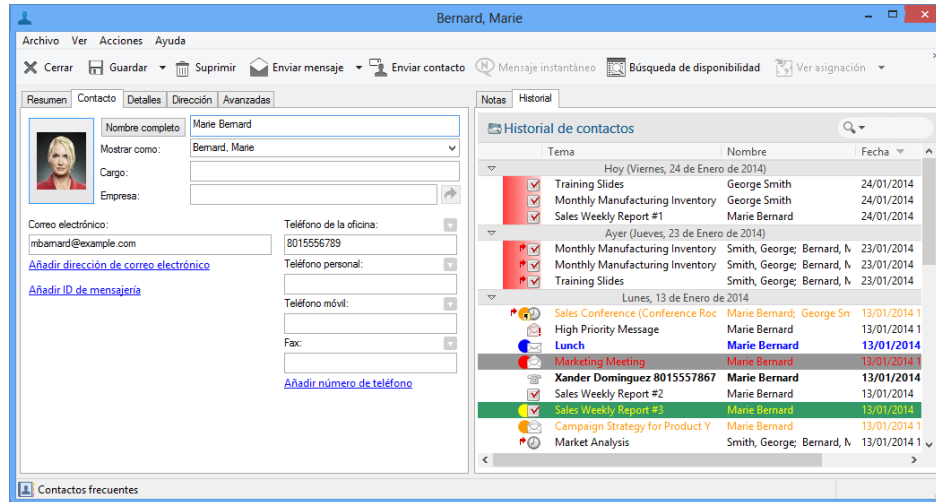 Bernard, Marie
Archivo Ver Acciones Ayuda
Cerrar Guardar Suprimir Enviar mensaje Enviar contacto Mensaje instantáneo Búsqueda de disponibilidad Ver asignación
Resumen Contacto Detalles Dirección Avanzadas
Nombre completo Marie Bernard
Mostrar como: Bernard, Marie
Cargo:
Empresa:
Correo electrónico:
mbarnard@example.com
Añadir dirección de correo electrónico
Añadir ID de mensajería
Teléfono de la oficina:
8015556789
Teléfono personal:
Teléfono móvil:
Fax:
Añadir número de teléfono
Notas Historial
Historial de contactos
Tema Nombre Fecha
Hoy (Viernes, 24 de Enero de 2014)
Training Slides George Smith 24/01/2014
Monthly Manufacturing Inventory George Smith 24/01/2014
Sales Weekly Report #1 Marie Bernard 24/01/2014
Ayer (Jueves, 23 de Enero de 2014)
Monthly Manufacturing Inventory Smith, George; Bernard, M 23/01/2014
Monthly Manufacturing Inventory Smith, George; Bernard, M 23/01/2014
Training Slides Smith, George; Bernard, M 23/01/2014
Lunes, 13 de Enero de 2014
Sales Conference (Conference Roc Marie Bernard; George Sm 13/01/2014 1
High Priority Message Marie Bernard 13/01/2014 1
Lunch Marie Bernard 13/01/2014
Marketing Meeting Marie Bernard 13/01/2014 1
Xander Dominguez 8015557867 Marie Bernard 13/01/2014
Sales Weekly Report #2 Marie Bernard 13/01/2014
Sales Weekly Report #3 Marie Bernard 13/01/2014
Campaign Strategy for Product Y Marie Bernard 13/01/2014 1
Market Analysis Smith, George; Bernard, M 13/01/2014 1
Contactos frecuentes